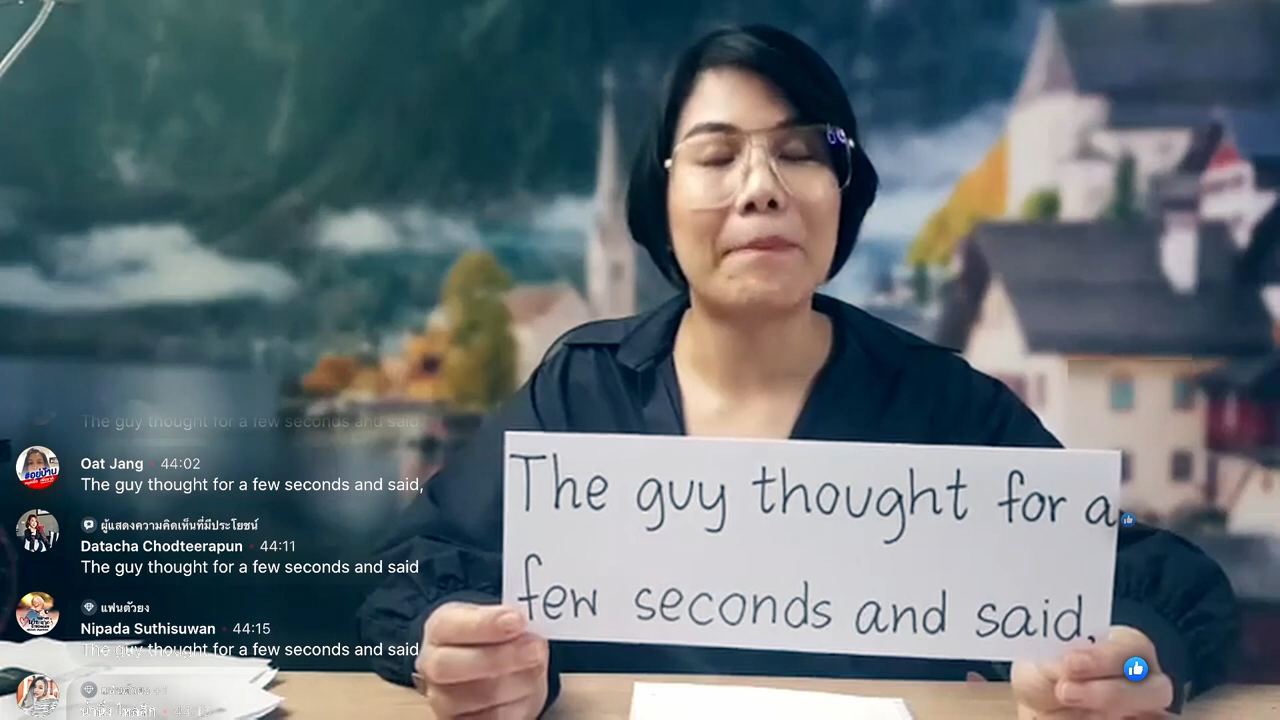 The guy thought for a few seconds and said,
Oat Jang • 44:02
The guy thought for a few seconds and said,
ผู้แสดงความคิดเห็นที่มีประโยชน์
Datacha Chodteerapun • 44:11
The guy thought for a few seconds and said
แฟนตัวยง
Nipada Suthisuwan • 44:15
The guy thought for a few seconds and said
The guy thought for a
few seconds and said,